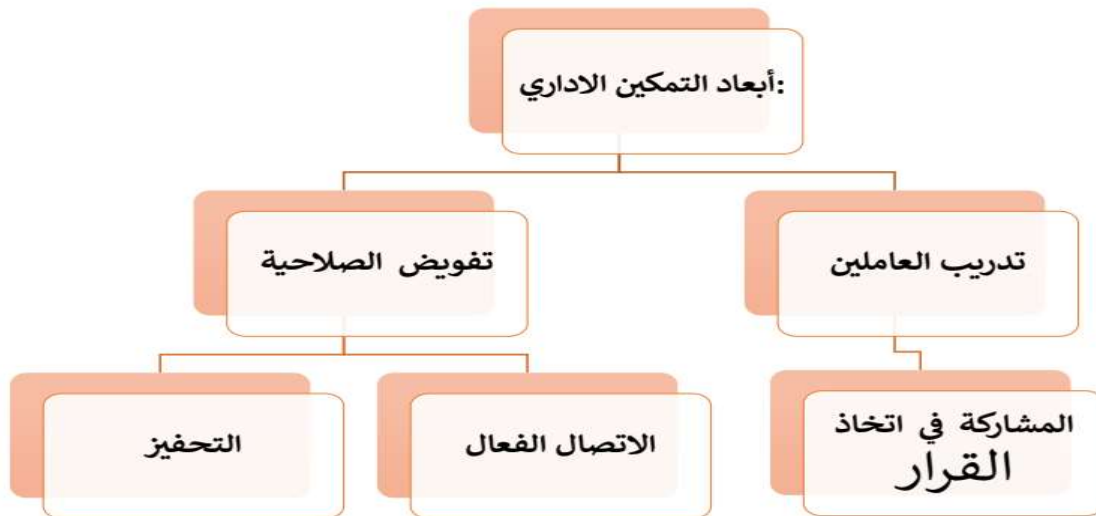 أبعاد التمكين الاداري:
تدريب العاملين
تفويض الصلاحية
المشاركة في اتخاذ
القرار
الاتصال الفعال
التحفيز